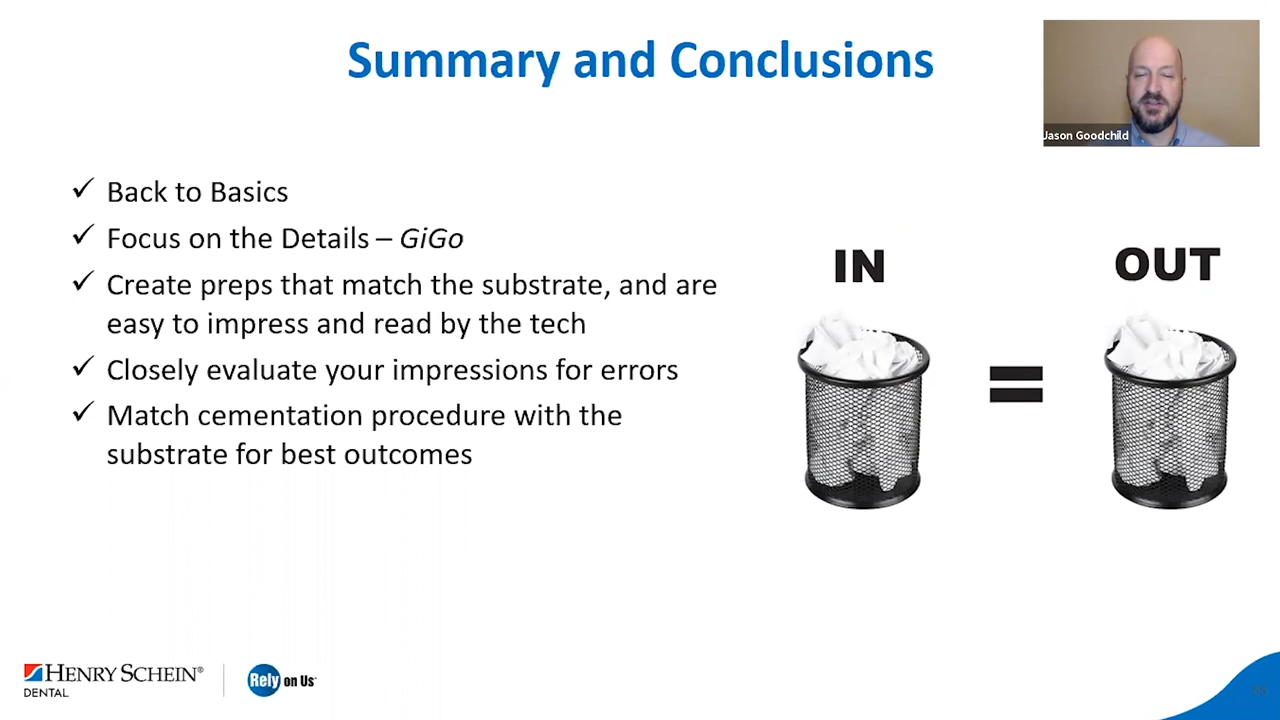 Summary and Conclusions
Jason Goodchild
✓ Back to Basics
✓ Focus on the Details – GiGo
✓ Create preps that match the substrate, and are
easy to impress and read by the tech
✓ Closely evaluate your impressions for errors
✓ Match cementation procedure with the
substrate for best outcomes
IN
OUT
=
HENRY SCHEIN®
DENTAL
Rely on Us™